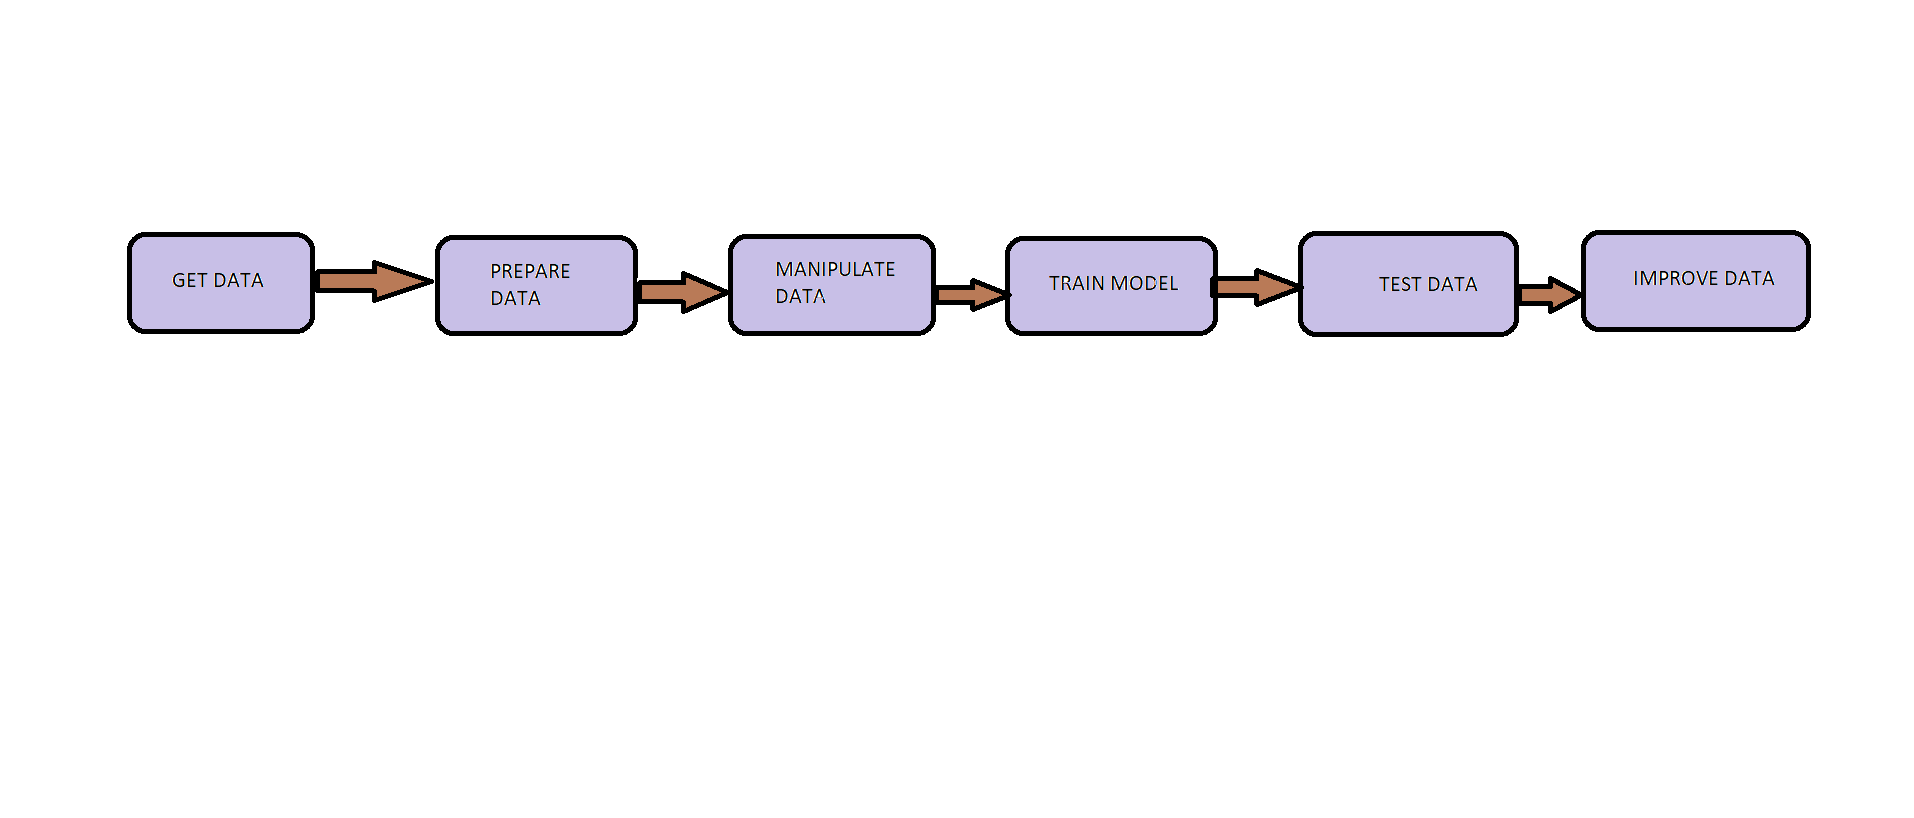 GET DATA
PREPARE
DATA
MANIPULATE
DATA
TRAIN MODEL
TEST DATA
IMPROVE DATA